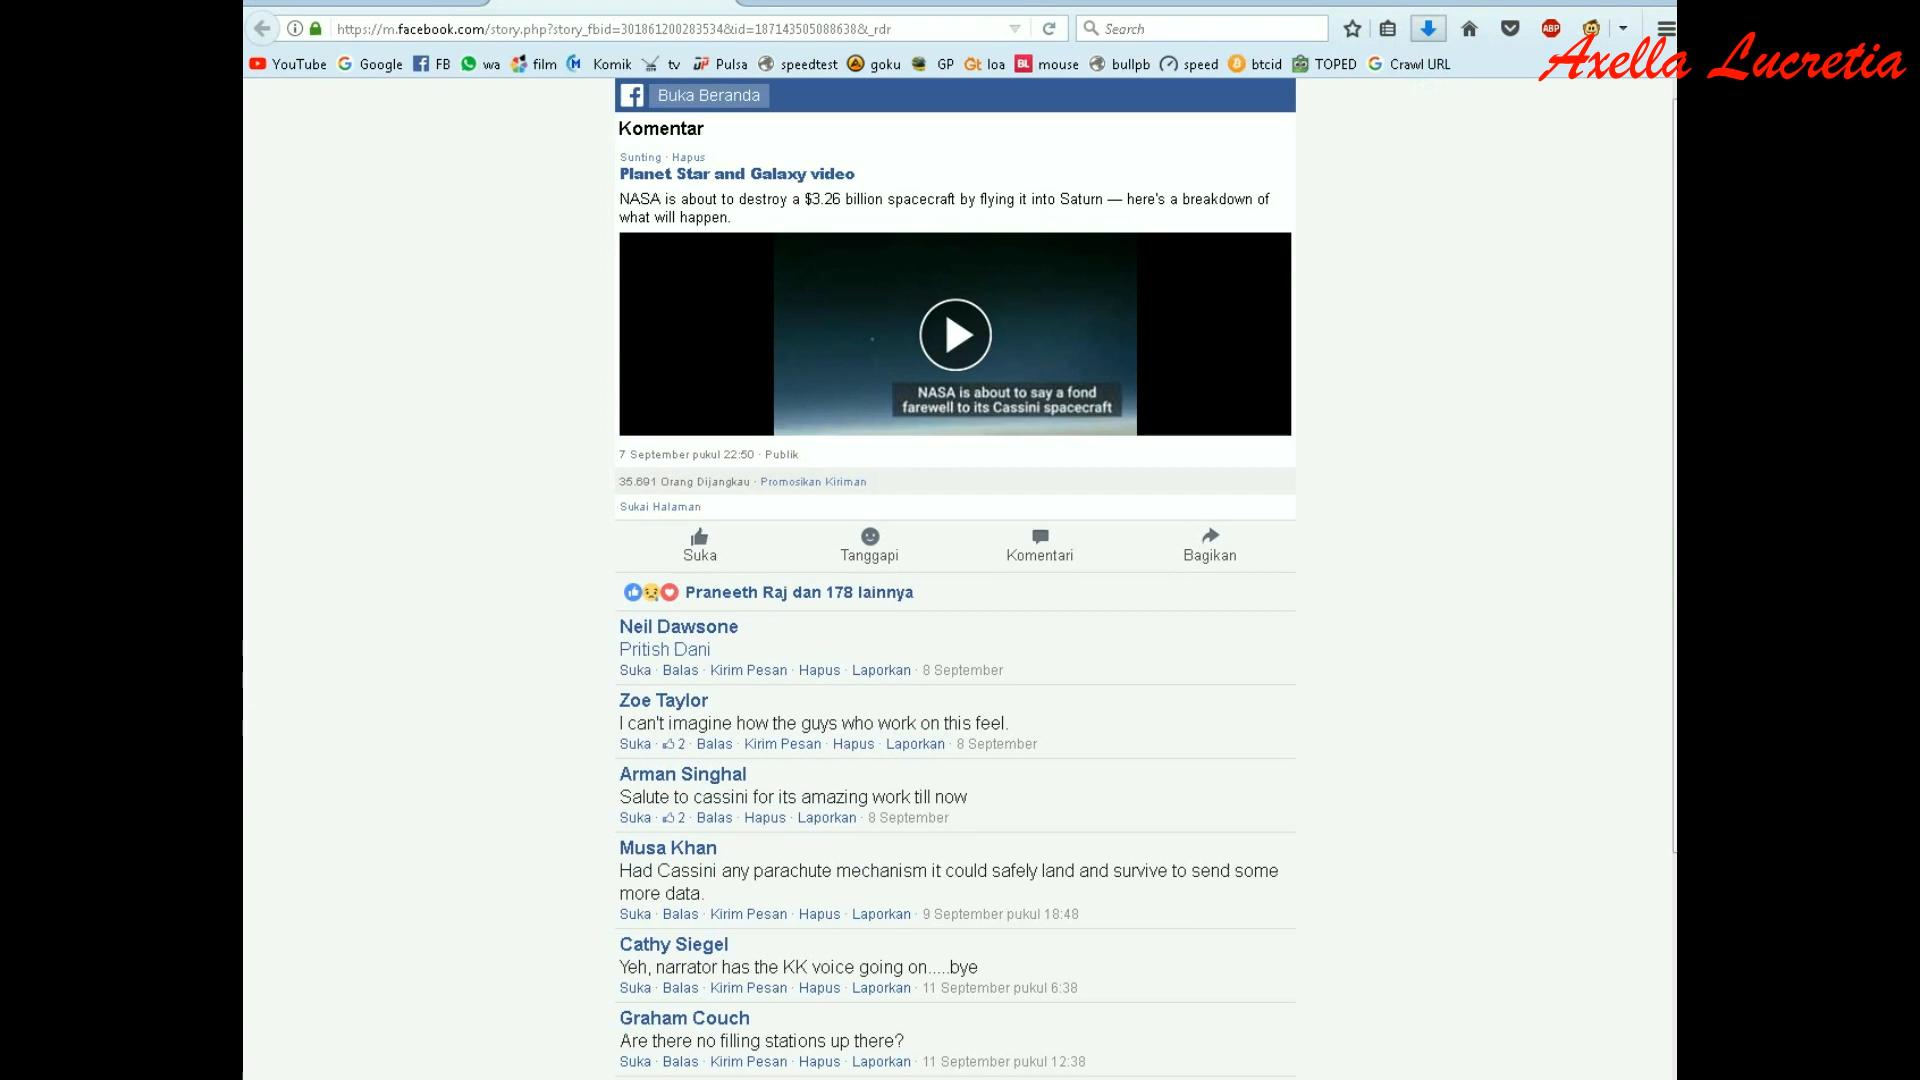 https://m.facebook.com/story.php?story_fbid=301861200283534&id=187143505088638&_rdr
Search
ABP
Axella Lucretia
YouTube Google FB wa film Komik tv Pulsa speedtest goku GP loa mouse bullpb speed btcid TOPED Crawl URL
Buka Beranda
Komentar
Sunting · Hapus
Planet Star and Galaxy video
NASA is about to destroy a $3.26 billion spacecraft by flying it into Saturn — here's a breakdown of
what will happen.
NASA is about to say a fond
farewell to its Cassini spacecraft
7 September pukul 22:50 · Publik
35.691 Orang Dijangkau · Promosikan Kiriman
Sukai Halaman
Suka Tanggapi Komentari Bagikan
Praneeth Raj dan 178 lainnya
Neil Dawsone
Pritish Dani
Suka · Balas · Kirim Pesan · Hapus · Laporkan · 8 September
Zoe Taylor
I can't imagine how the guys who work on this feel.
Suka · 2 · Balas · Kirim Pesan · Hapus · Laporkan · 8 September
Arman Singhal
Salute to cassini for its amazing work till now
Suka · 2 · Balas · Hapus · Laporkan · 8 September
Musa Khan
Had Cassini any parachute mechanism it could safely land and survive to send some
more data.
Suka · Balas · Kirim Pesan · Hapus · Laporkan · 9 September pukul 18:48
Cathy Siegel
Yeh, narrator has the KK voice going on.....bye
Suka · Balas · Kirim Pesan · Hapus · Laporkan · 11 September pukul 6:38
Graham Couch
Are there no filling stations up there?
Suka · Balas · Kirim Pesan · Hapus · Laporkan · 11 September pukul 12:38